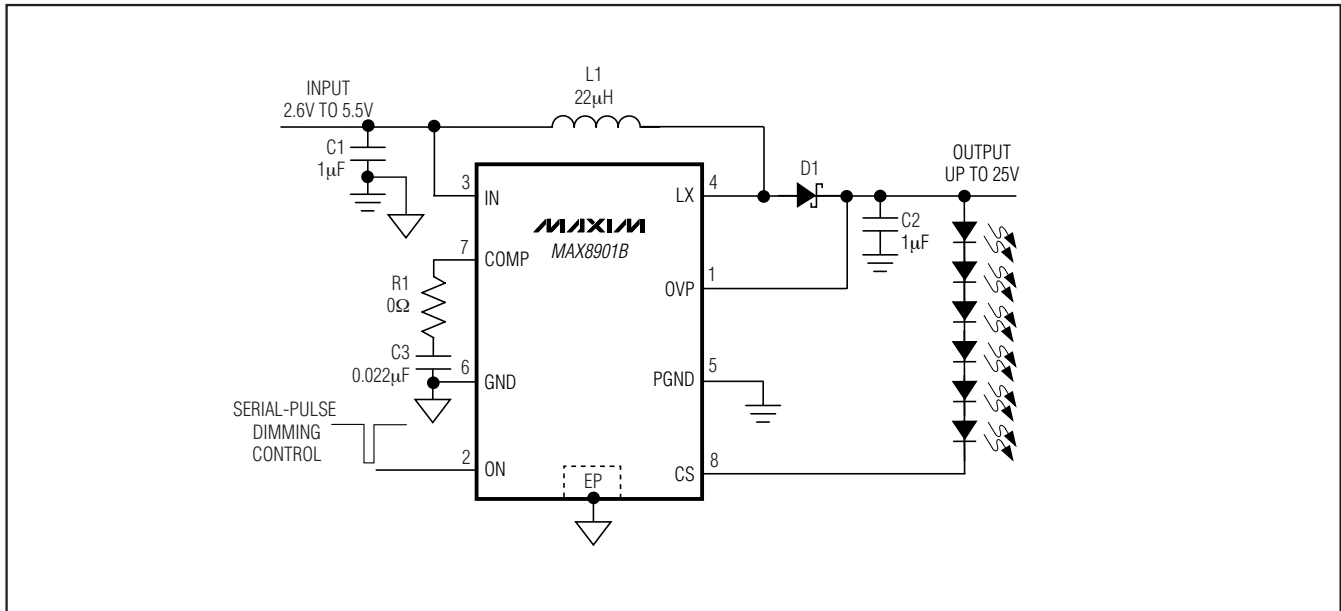 L1
22μH
INPUT
2.6V TO 5.5V
C1
1μF
3
IN
LX
4
D1
OUTPUT
UP TO 25V
MAXIM
MAX8901B
C2
1μF
7
COMP
OVP
1
R1
0Ω
C3
0.022μF
6
GND
PGND
5
SERIAL-PULSE
DIMMING
CONTROL
2
ON
EP
CS
8